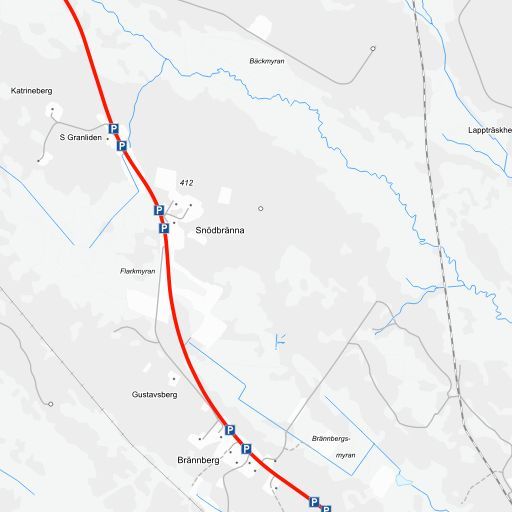 Bäckmyran
Katrineberg
P
S Granliden
Lappträskhe
P
412
P
Snödbränna
P
Flarkmyran
Gustavsberg
P
Brännbergs-
myran
P
Brännberg
P
P